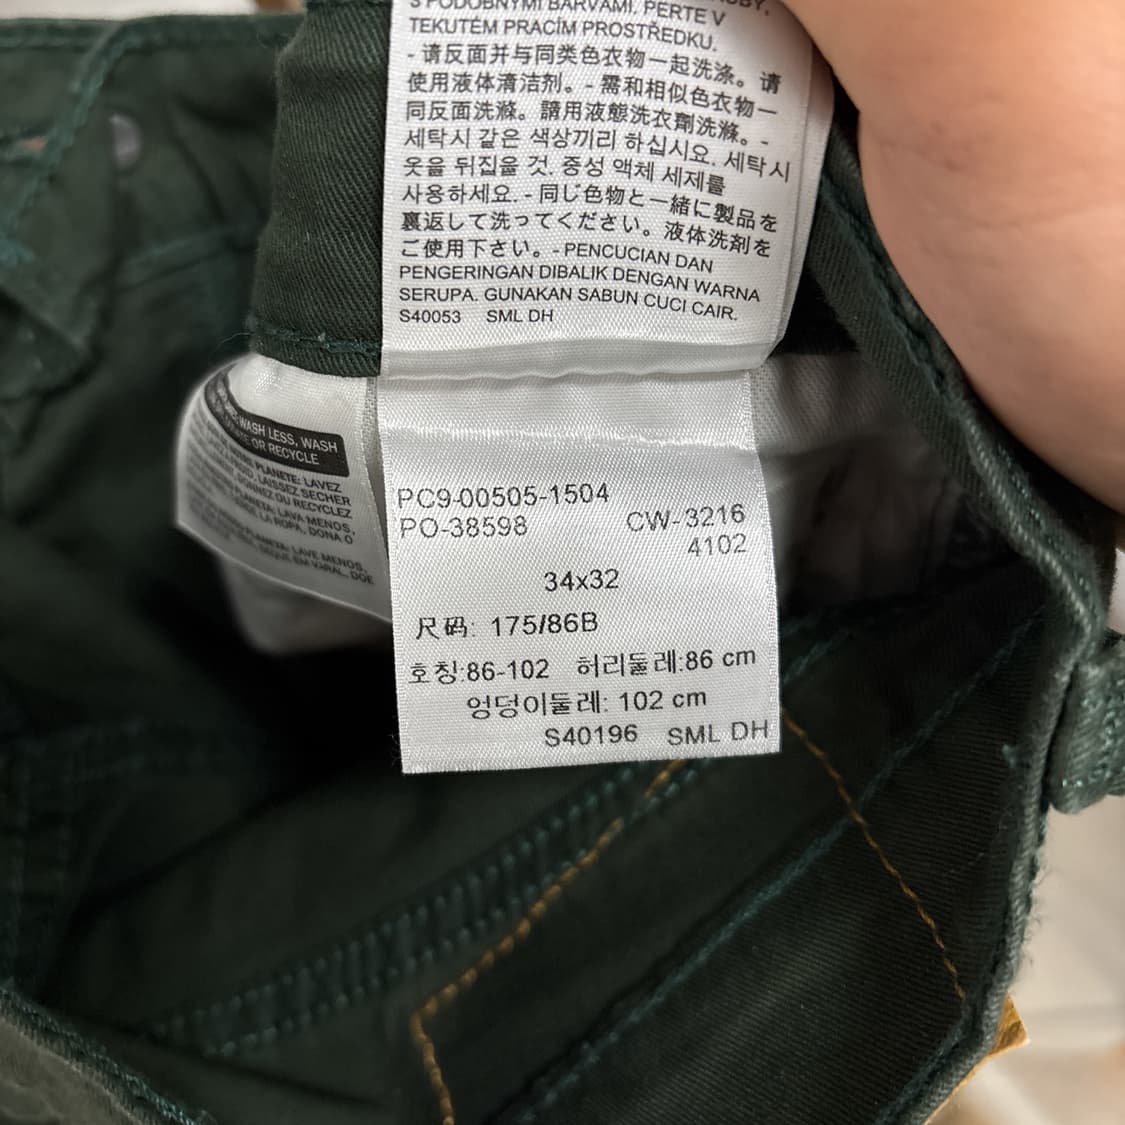 S PODOBNÝMI BARVAMI. PERTE V
TEKUTÉM PRACÍM PROSTŘEDKU.
- 请反面并与同类色衣物一起洗涤。请
使用液体清洁剂。- 需和相似色衣物一
同反面洗滌。請用液態洗衣劑洗滌。-
세탁시 같은 색상끼리 하십시요. 세탁시
옷을 뒤집을 것. 중성 액체 세제를
사용하세요. - 同じ色物と一緒に製品を
裏返して洗ってください。液体洗剤を
ご使用下さい。- PENCUCIAN DAN
PENGERINGAN DIBALIK DENGAN WARNA
SERUPA. GUNAKAN SABUN CUCI CAIR.
S40053 SML DH
WASH LESS, WASH
OR RECYCLE
PLANETE: LAVEZ
LAISSEZ SECHER
DONNEZ OU RECYCLEZ
PLANETA: LAVA MENOS,
LA ROPA, DONA O
PLANETA: LAVE MENOS,
EM VARAL, DOE
PC9-00505-1504
PO-38598 CW-3216
4102
34x32
尺码: 175/86B
호칭:86-102 허리둘레:86 cm
엉덩이둘레: 102 cm
S40196 SML DH